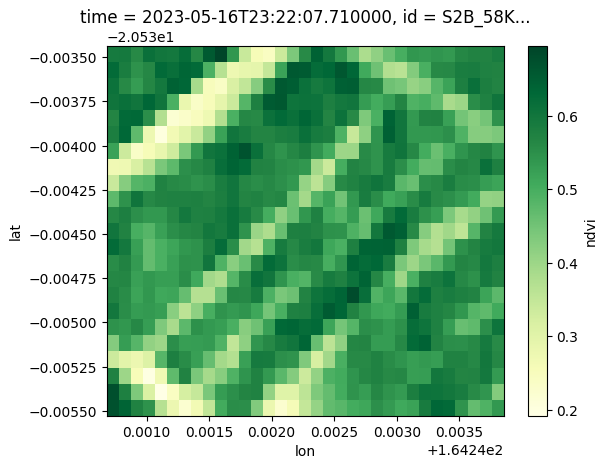 time = 2023-05-16T23:22:07.710000, id = S2B_58K...
−2.053e1
−0.00350
−0.00375
−0.00400
−0.00425
−0.00450
−0.00475
−0.00500
−0.00525
−0.00550
lat
0.0010 0.0015 0.0020 0.0025 0.0030 0.0035
lon
+1.6424e2
0.6
0.5
0.4
0.3
0.2
ndvi